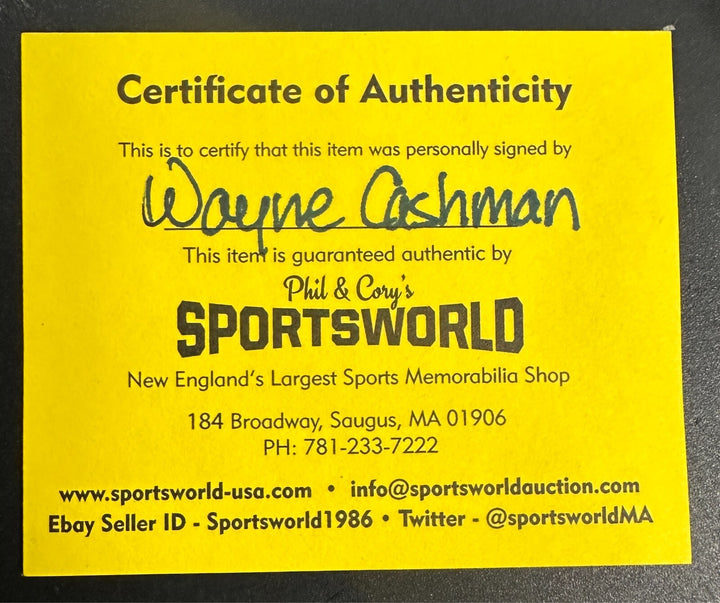 Certificate of Authenticity
This is to certify that this item was personally signed by
Wayne Cashman
This item is guaranteed authentic by
Phil & Cory's
SPORTSWORLD
New England's Largest Sports Memorabilia Shop
184 Broadway, Saugus, MA 01906
PH: 781-233-7222
www.sportsworld-usa.com • info@sportsworldauction.com
Ebay Seller ID - Sportsworld1986 • Twitter - @sportsworldMA